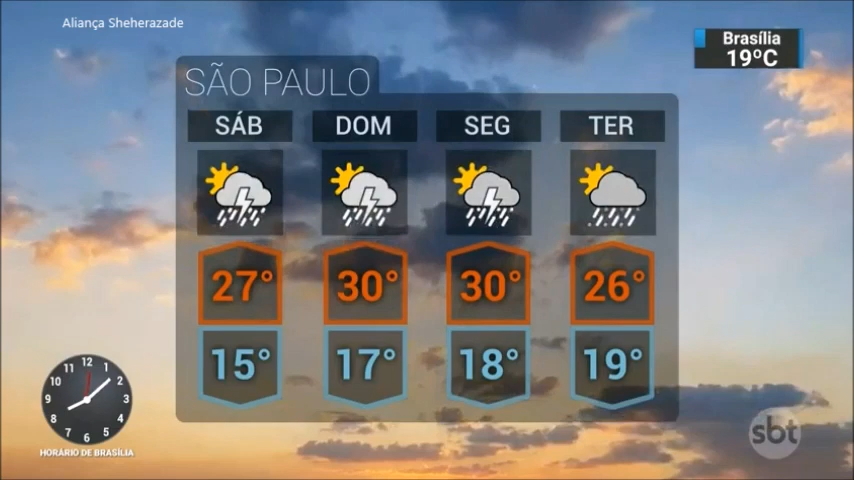 Aliança Sheherazade
Brasília
19ºC
SÃO PAULO
SÁB DOM SEG TER
27° 30° 30° 26°
15° 17° 18° 19°
12
11 1
10 2
9 3
8 4
7 5
6
HORÁRIO DE BRASÍLIA
sbt